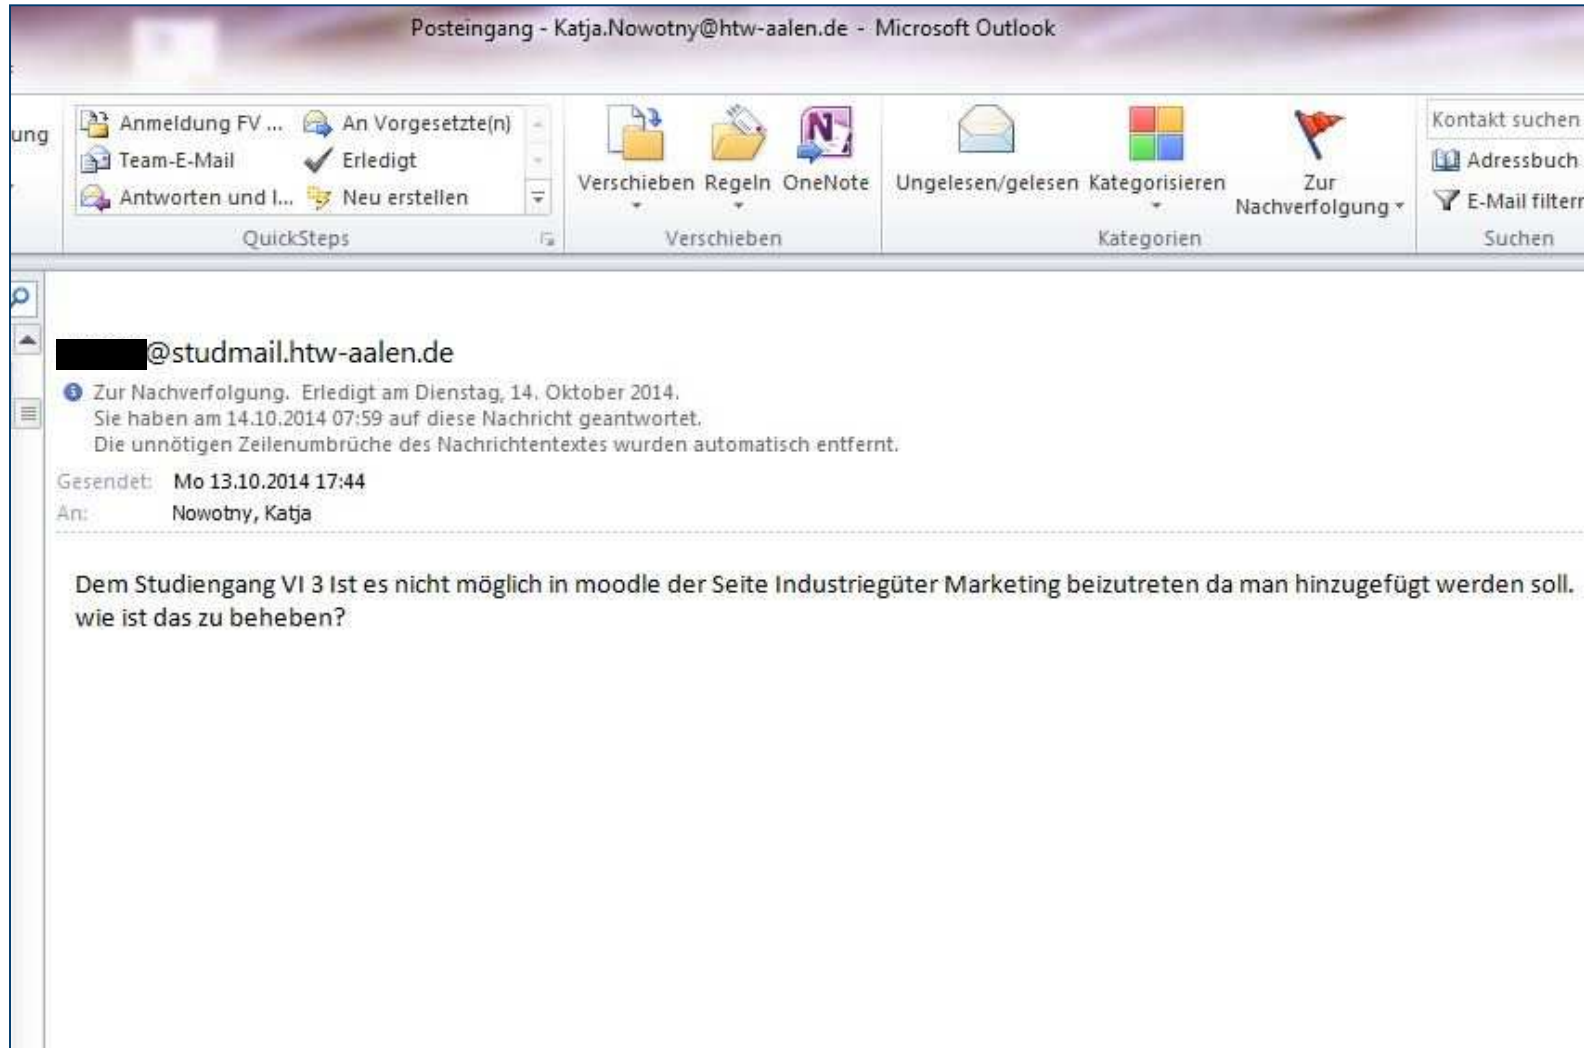 Posteingang - Katja.Nowotny@htw-aalen.de - Microsoft Outlook
ung
Anmeldung FV ...
An Vorgesetzte(n)
Team-E-Mail
Erledigt
Antworten und l...
Neu erstellen
QuickSteps
Verschieben
Regeln
OneNote
Verschieben
Ungelesen/gelesen
Kategorisieren
Zur
Nachverfolgung
Kategorien
Kontakt suchen
Adressbuch
E-Mail filtern
Suchen
@studmail.htw-aalen.de
Zur Nachverfolgung. Erledigt am Dienstag, 14. Oktober 2014.
Sie haben am 14.10.2014 07:59 auf diese Nachricht geantwortet.
Die unnötigen Zeilenumbrüche des Nachrichtentextes wurden automatisch entfernt.
Gesendet: Mo 13.10.2014 17:44
An: Nowotny, Katja
Dem Studiengang VI 3 Ist es nicht möglich in moodle der Seite Industriegüter Marketing beizutreten da man hinzugefügt werden soll.
wie ist das zu beheben?